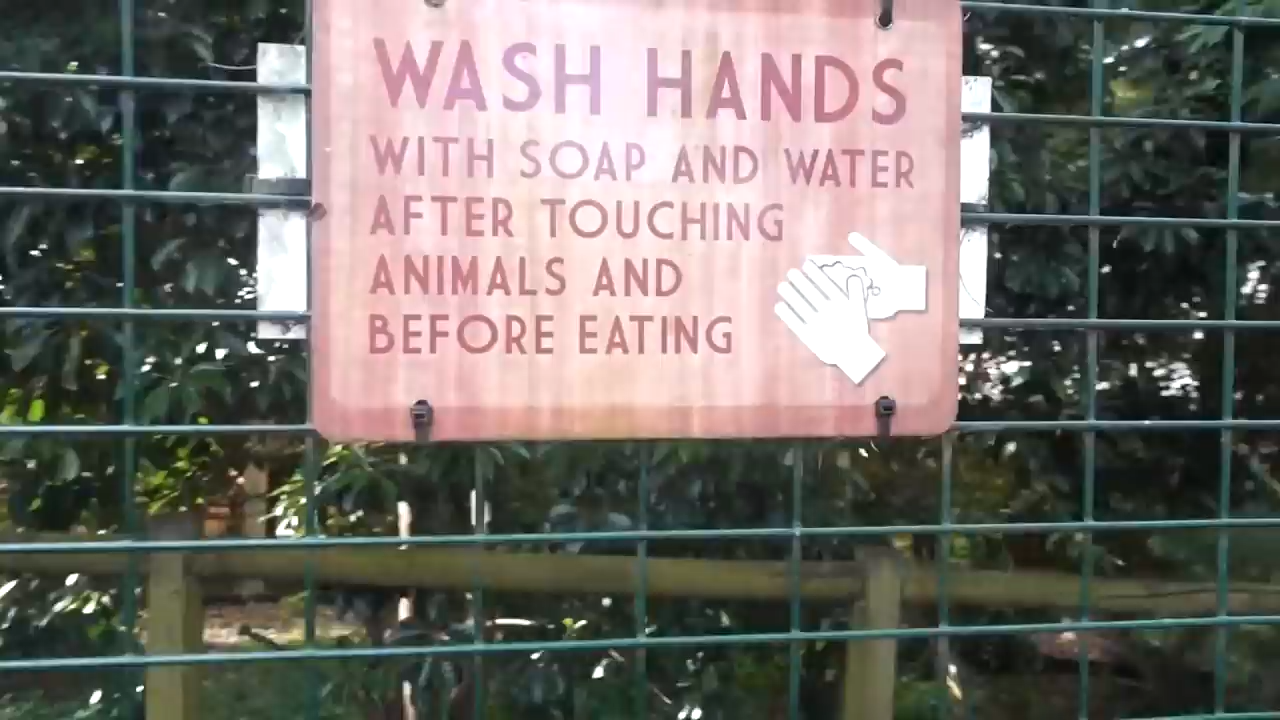 WASH HANDS
WITH SOAP AND WATER
AFTER TOUCHING
ANIMALS AND
BEFORE EATING